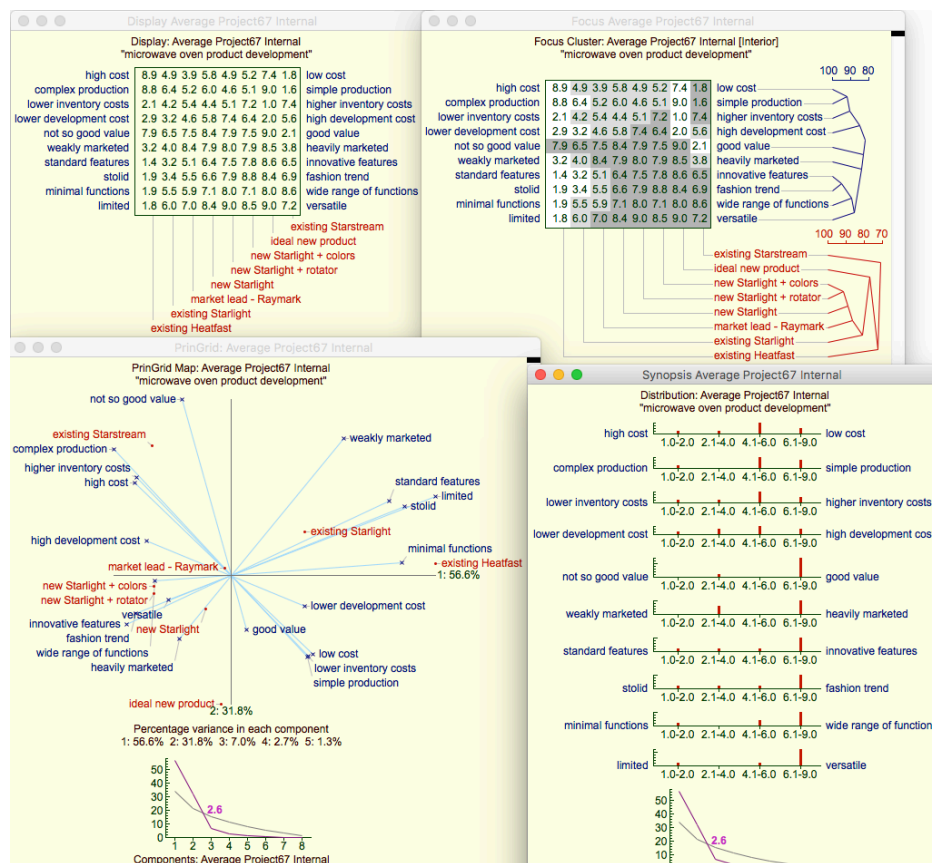 Display Average Project67 Internal
Display: Average Project67 Internal
"microwave oven product development"
high cost 8.9 4.9 3.9 5.8 4.9 5.2 7.4 1.8 low cost
complex production 8.8 6.4 5.2 6.0 4.6 5.1 9.0 1.6 simple production
lower inventory costs 2.1 4.2 5.4 4.4 5.1 7.2 1.0 7.4 higher inventory costs
lower development cost 2.9 3.2 4.6 5.8 7.4 6.4 2.0 5.6 high development cost
not so good value 7.9 6.5 7.5 8.4 7.9 7.5 9.0 2.1 good value
weakly marketed 3.2 4.0 8.4 7.9 8.0 7.9 8.5 3.8 heavily marketed
standard features 1.4 3.2 5.1 6.4 7.5 7.8 8.6 6.5 innovative features
stolid 1.9 3.4 5.5 6.6 7.9 8.8 8.4 6.9 fashion trend
minimal functions 1.9 5.5 5.9 7.1 8.0 7.1 8.0 8.6 wide range of functions
limited 1.8 6.0 7.0 8.4 9.0 8.5 9.0 7.2 versatile
existing Starstream
ideal new product
new Starlight + colors
new Starlight + rotator
new Starlight
market lead - Raymark
existing Starlight
existing Heatfast
Focus Average Project67 Internal
Focus Cluster: Average Project67 Internal [Interior]
"microwave oven product development"
100 90 80
high cost 8.9 4.9 3.9 5.8 4.9 5.2 7.4 1.8 low cost
complex production 8.8 6.4 5.2 6.0 4.6 5.1 9.0 1.6 simple production
lower inventory costs 2.1 4.2 5.4 4.4 5.1 7.2 1.0 7.4 higher inventory costs
lower development cost 2.9 3.2 4.6 5.8 7.4 6.4 2.0 5.6 high development cost
not so good value 7.9 6.5 7.5 8.4 7.9 7.5 9.0 2.1 good value
weakly marketed 3.2 4.0 8.4 7.9 8.0 7.9 8.5 3.8 heavily marketed
standard features 1.4 3.2 5.1 6.4 7.5 7.8 8.6 6.5 innovative features
stolid 1.9 3.4 5.5 6.6 7.9 8.8 8.4 6.9 fashion trend
minimal functions 1.9 5.5 5.9 7.1 8.0 7.1 8.0 8.6 wide range of functions
limited 1.8 6.0 7.0 8.4 9.0 8.5 9.0 7.2 versatile
100 90 80 70
existing Starstream
ideal new product
new Starlight + colors
new Starlight + rotator
new Starlight
market lead - Raymark
existing Starlight
existing Heatfast
PrinGrid: Average Project67 Internal
PrinGrid Map: Average Project67 Internal
"microwave oven product development"
not so good value
existing Starstream
weakly marketed
complex production
higher inventory costs
high cost
standard features
limited
stolid
existing Starlight
high development cost
minimal functions
market lead - Raymark
existing Heatfast
1: 56.6%
new Starlight + colors
new Starlight + rotator
lower development cost
versatile
innovative features
new Starlight
good value
fashion trend
wide range of functions
low cost
heavily marketed
lower inventory costs
simple production
ideal new product
2: 31.8%
Percentage variance in each component
1: 56.6% 2: 31.8% 3: 7.0% 4: 2.7% 5: 1.3%
50
40
30
20
10
0
2.6
1 2 3 4 5 6 7 8
Components: Average Project67 Internal
Synopsis Average Project67 Internal
Distribution: Average Project67 Internal
"microwave oven product development"
high cost low cost
1.0-2.0 2.1-4.0 4.1-6.0 6.1-9.0
complex production simple production
1.0-2.0 2.1-4.0 4.1-6.0 6.1-9.0
lower inventory costs higher inventory costs
1.0-2.0 2.1-4.0 4.1-6.0 6.1-9.0
lower development cost high development cos
1.0-2.0 2.1-4.0 4.1-6.0 6.1-9.0
not so good value good value
1.0-2.0 2.1-4.0 4.1-6.0 6.1-9.0
weakly marketed heavily marketed
1.0-2.0 2.1-4.0 4.1-6.0 6.1-9.0
standard features innovative features
1.0-2.0 2.1-4.0 4.1-6.0 6.1-9.0
stolid fashion trend
1.0-2.0 2.1-4.0 4.1-6.0 6.1-9.0
minimal functions wide range of function
1.0-2.0 2.1-4.0 4.1-6.0 6.1-9.0
limited versatile
1.0-2.0 2.1-4.0 4.1-6.0 6.1-9.0
50
40
30
20
10
2.6